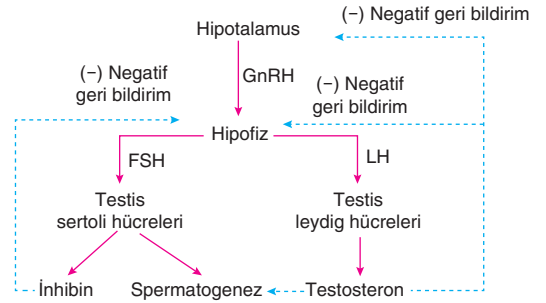 (–) Negatif geri bildirim
Hipotalamus
(–) Negatif
geri bildirim
GnRH
(–) Negatif
geri bildirim
Hipofiz
FSH
LH
Testis
sertoli hücreleri
Testis
leydig hücreleri
İnhibin
Spermatogenez
Testosteron